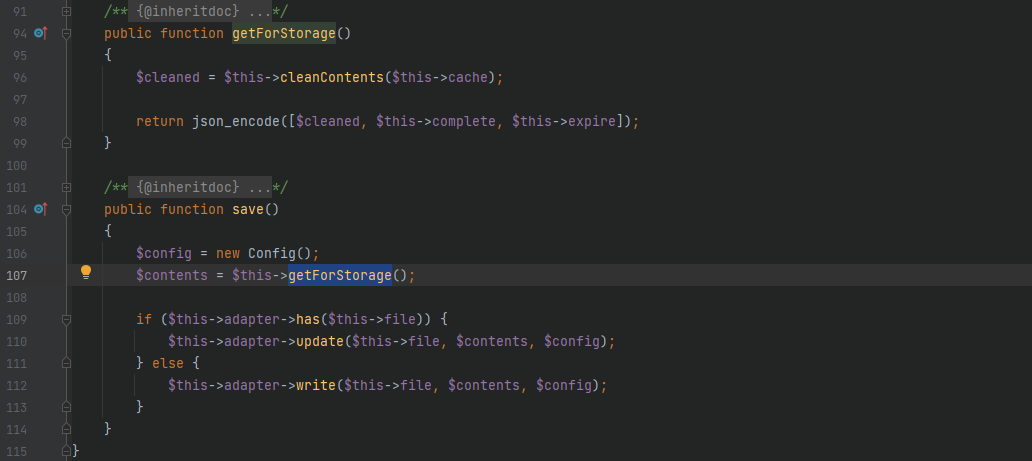 91 /** {@inheritdoc} ...*/
94 public function getForStorage()
95 {
96 $cleaned = $this->cleanContents($this->cache);
97
98 return json_encode([$cleaned, $this->complete, $this->expire]);
99 }
100
101 /** {@inheritdoc} ...*/
104 public function save()
105 {
106 $config = new Config();
107 $contents = $this->getForStorage();
108
109 if ($this->adapter->has($this->file)) {
110 $this->adapter->update($this->file, $contents, $config);
111 } else {
112 $this->adapter->write($this->file, $contents, $config);
113 }
114 }
115 }